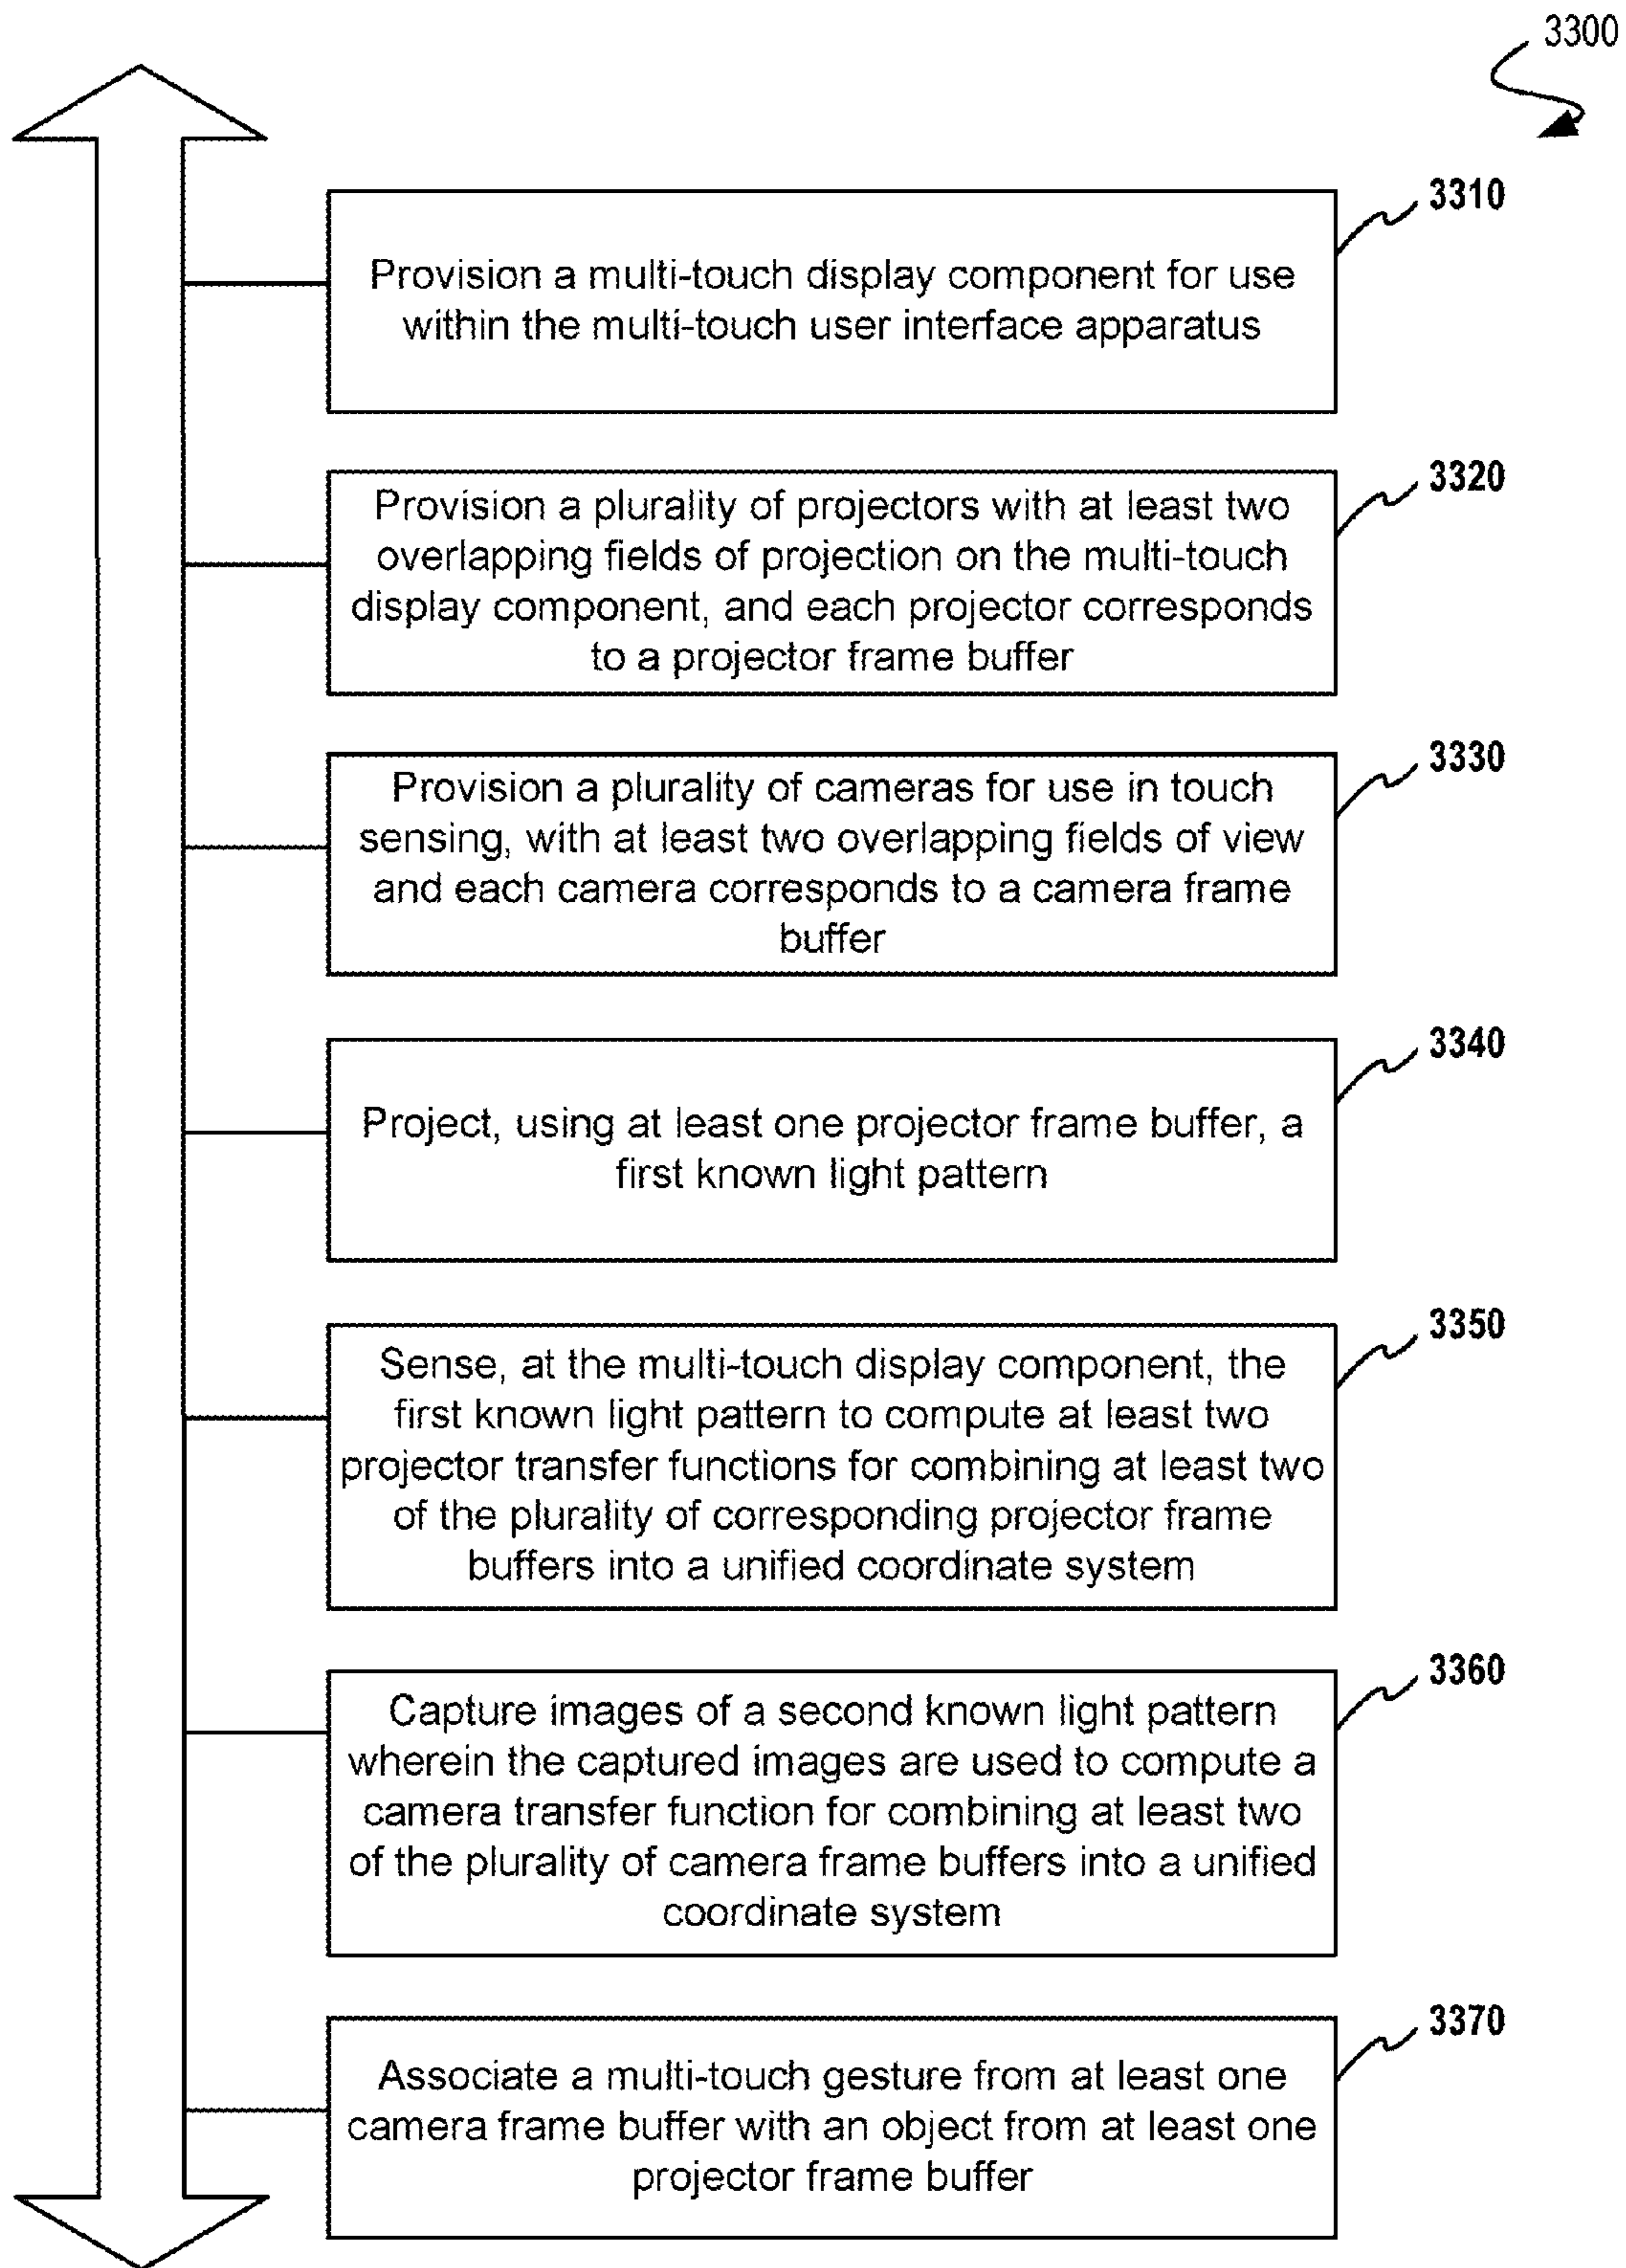 3300
3310
Provision a multi-touch display component for use
within the multi-touch user interface apparatus
3320
Provision a plurality of projectors with at least two
overlapping fields of projection on the multi-touch
display component, and each projector corresponds
to a projector frame buffer
3330
Provision a plurality of cameras for use in touch
sensing, with at least two overlapping fields of view
and each camera corresponds to a camera frame
buffer
3340
Project, using at least one projector frame buffer, a
first known light pattern
3350
Sense, at the multi-touch display component, the
first known light pattern to compute at least two
projector transfer functions for combining at least two
of the plurality of corresponding projector frame
buffers into a unified coordinate system
3360
Capture images of a second known light pattern
wherein the captured images are used to compute a
camera transfer function for combining at least two
of the plurality of camera frame buffers into a unified
coordinate system
3370
Associate a multi-touch gesture from at least one
camera frame buffer with an object from at least one
projector frame buffer